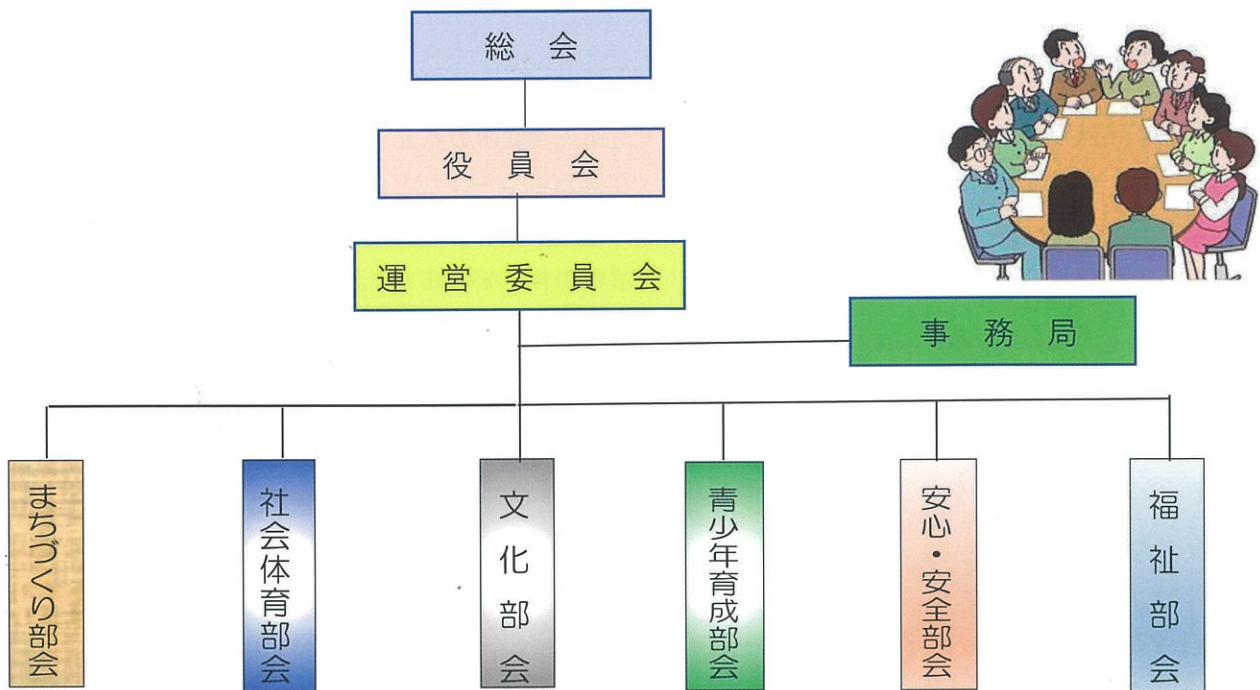 総会
役員会
運営委員会
事務局
まちづくり部会
社会体育部会
文化部会
青少年育成部会
安心・安全部会
福祉部会